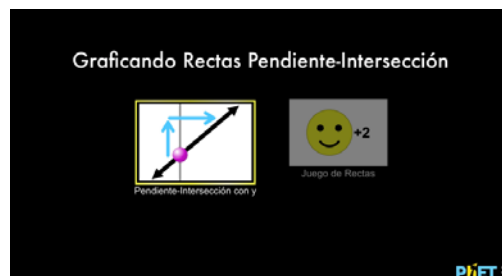 Graficando Rectas Pendiente-Intersección
+2
Pendiente-Intersección con y
Juego de Rectas
PhET